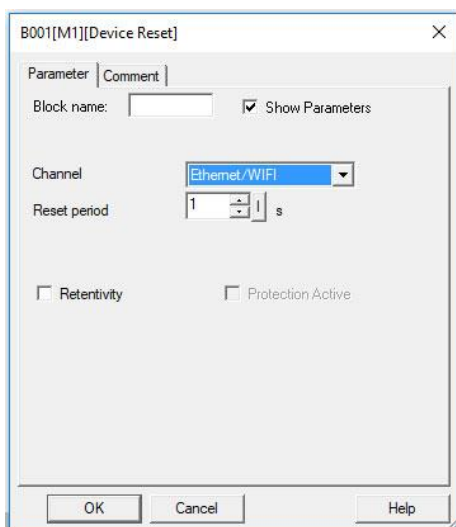 B001[M1][Device Reset]
Parameter Comment
Block name: Show Parameters
Channel Ethernet/WIFI
Reset period 1 s
Retentivity Protection Active
OK Cancel Help